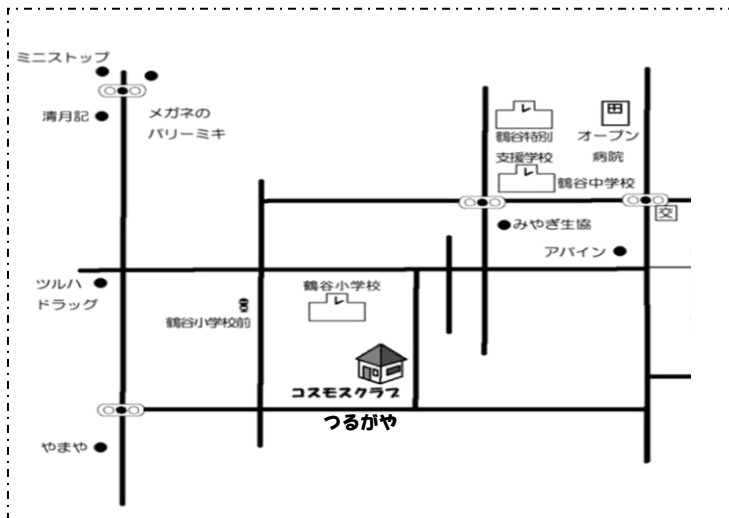 ミニストップ
清月記
メガネの
パリーミキ
鶴谷特別
支援学校
オープン
病院
鶴谷中学校
交
みやぎ生協
アバイン
ツルハ
ドラッグ
鶴谷小学校
鶴谷小学校前
コスモスクラブ
つるがや
やまや